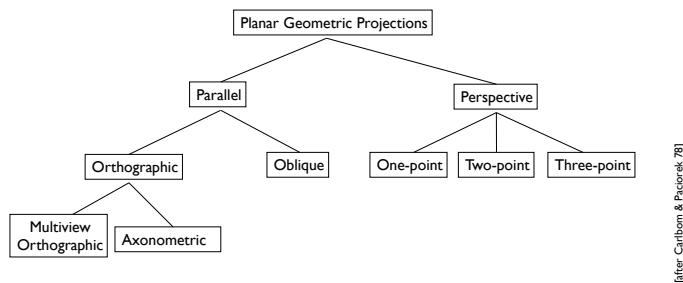 Planar Geometric Projections
Parallel
Perspective
Orthographic
Oblique
One-point
Two-point
Three-point
Multiview
Orthographic
Axonometric
[after Carlbom & Paciorek 78]